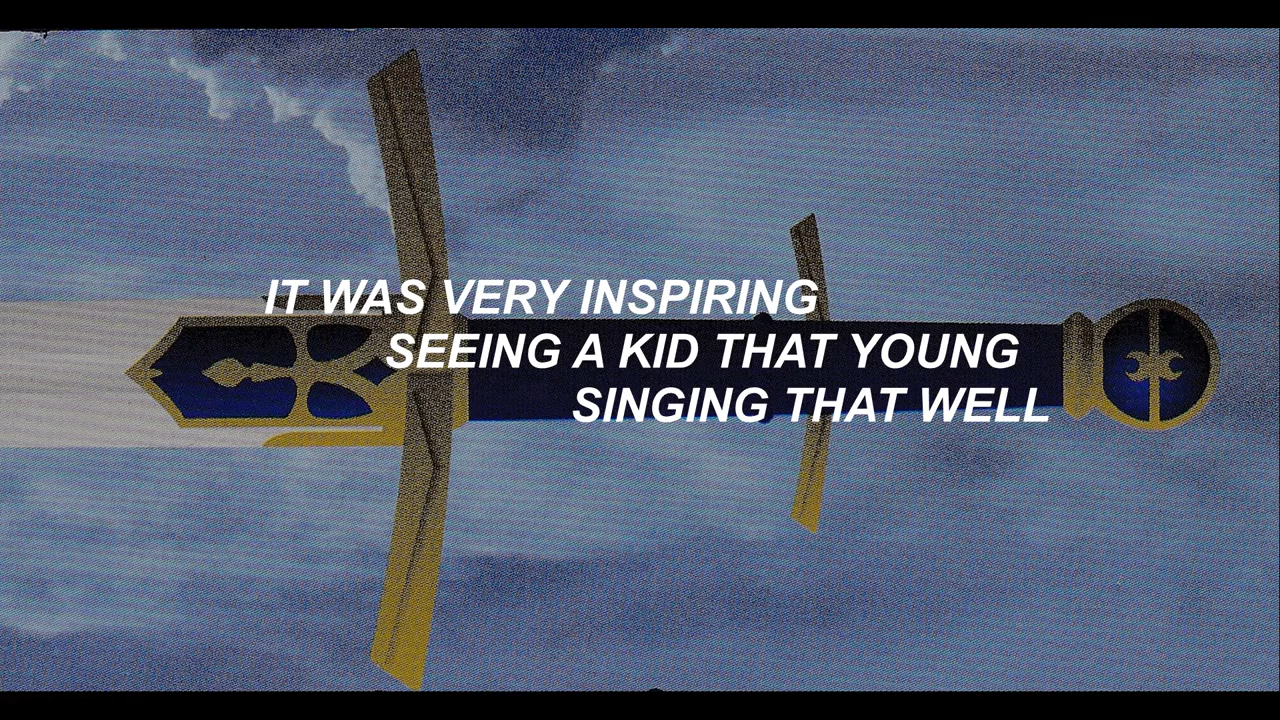 IT WAS VERY INSPIRING
SEEING A KID THAT YOUNG
SINGING THAT WELL